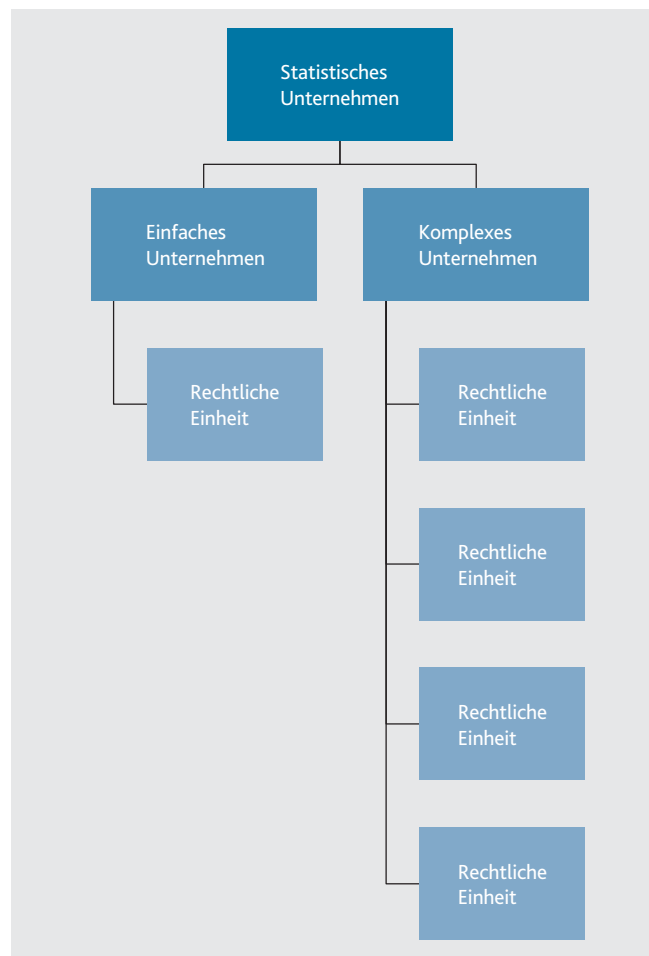 Statistisches
Unternehmen
Einfaches
Unternehmen
Komplexes
Unternehmen
Rechtliche
Einheit
Rechtliche
Einheit
Rechtliche
Einheit
Rechtliche
Einheit
Rechtliche
Einheit